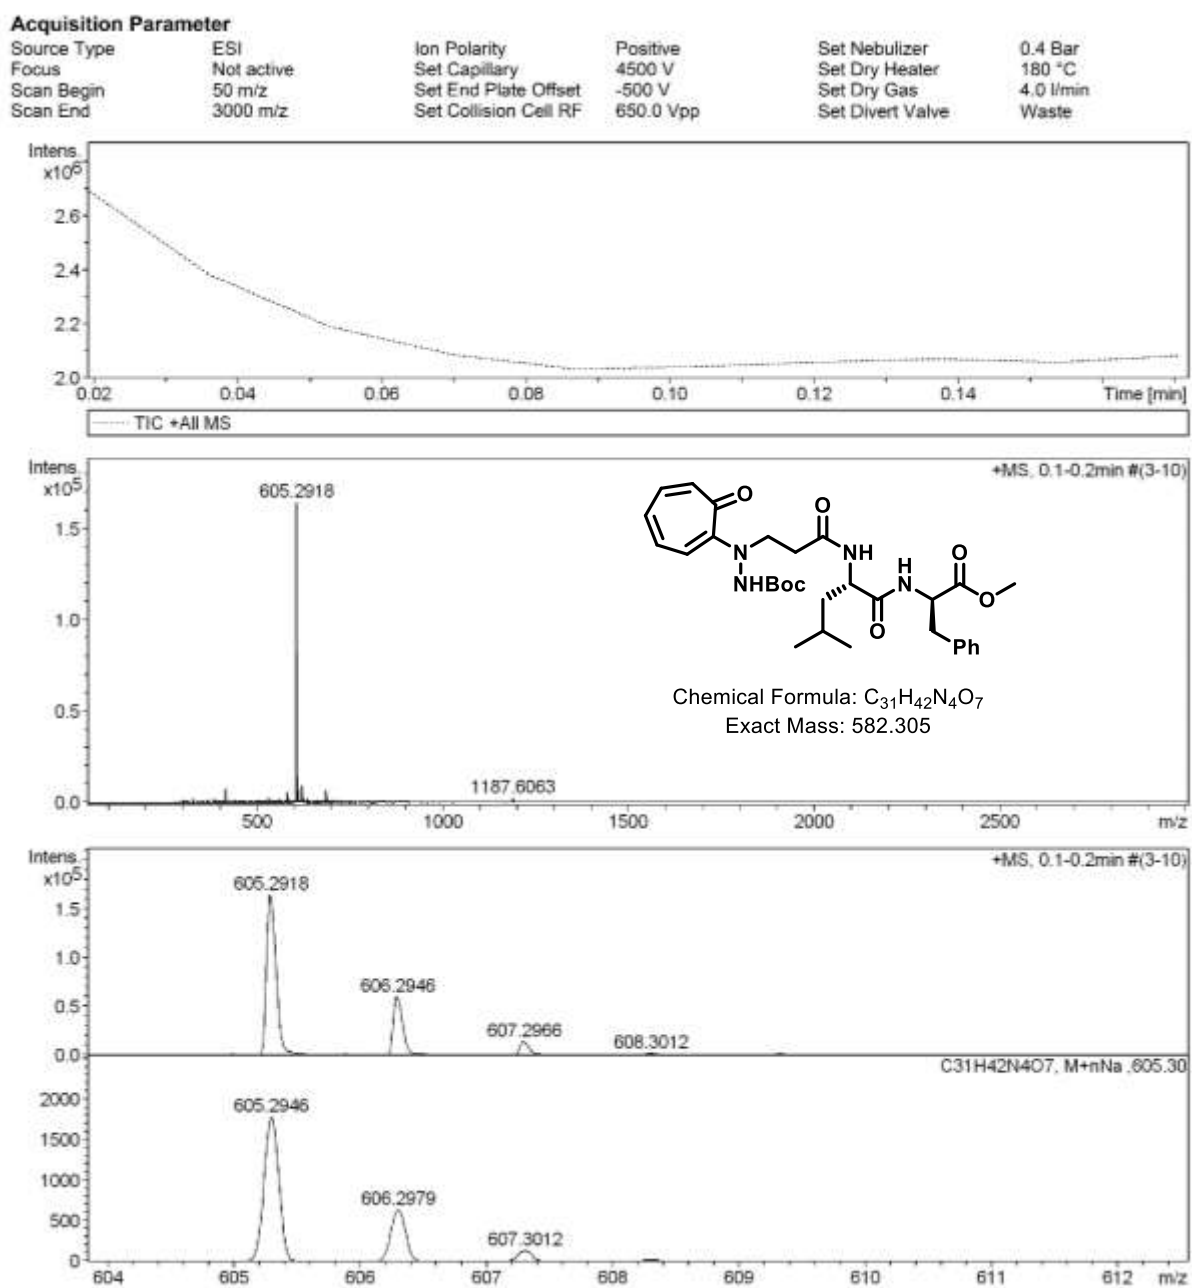 Acquisition Parameter
Source Type ESI Ion Polarity Positive Set Nebulizer 0.4 Bar
Focus Not active Set Capillary 4500 V Set Dry Heater 180 °C
Scan Begin 50 m/z Set End Plate Offset -500 V Set Dry Gas 4.0 l/min
Scan End 3000 m/z Set Collision Cell RF 650.0 Vpp Set Divert Valve Waste
Intens.
x10⁶
2.6
2.4
2.2
2.0
0.02 0.04 0.06 0.08 0.10 0.12 0.14 Time [min]
TIC +All MS
Intens.
x10⁵
+MS, 0.1-0.2min #(3-10)
605.2918
1.5
1.0
0.5
0.0
1187.6063
O
N
NHBoc
O
NH
O
H
N
O
O
Ph
Chemical Formula: C₃₁H₄₂N₄O₇
Exact Mass: 582.305
500 1000 1500 2000 2500 m/z
Intens.
x10⁵
+MS, 0.1-0.2min #(3-10)
605.2918
1.5
1.0
606.2946
0.5
607.2966
608.3012
0.0
C31H42N4O7, M+nNa ,605.30
2000
605.2946
1500
1000
606.2979
500
607.3012
0
604 605 606 607 608 609 610 611 612 m/z